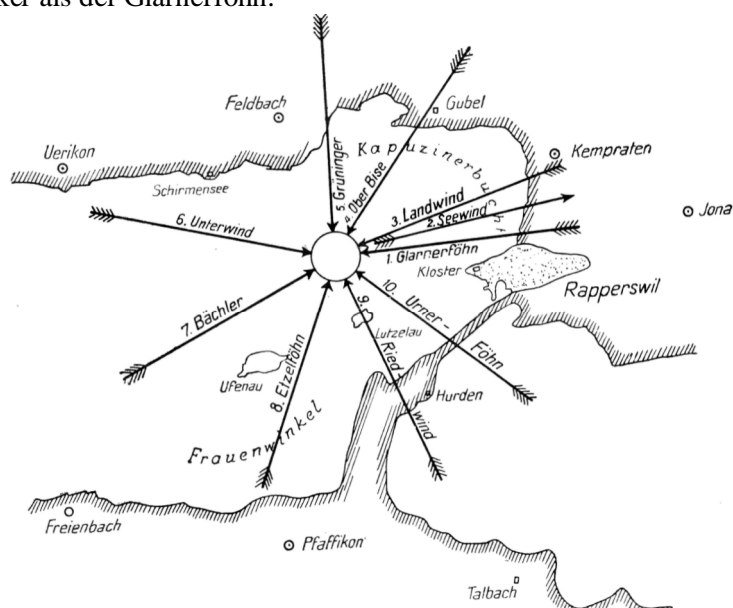 ker als der Glarnerföhn.
Feldbach
Gubel
Uerikon
Kapuzinerbucht
Kempraten
Schirmensee
5. Grüninger
4. Ober Bise
3. Landwind
2. Seewind
Jona
6. Unterwind
1. Glarnerföhn
Kloster
Rapperswil
10. Urner-Föhn
7. Bächler
9. Riedwind
Lützelau
8. Etzelföhn
Ufenau
Hurden
Frauenwinkel
Freienbach
Pfäffikon
Talbach